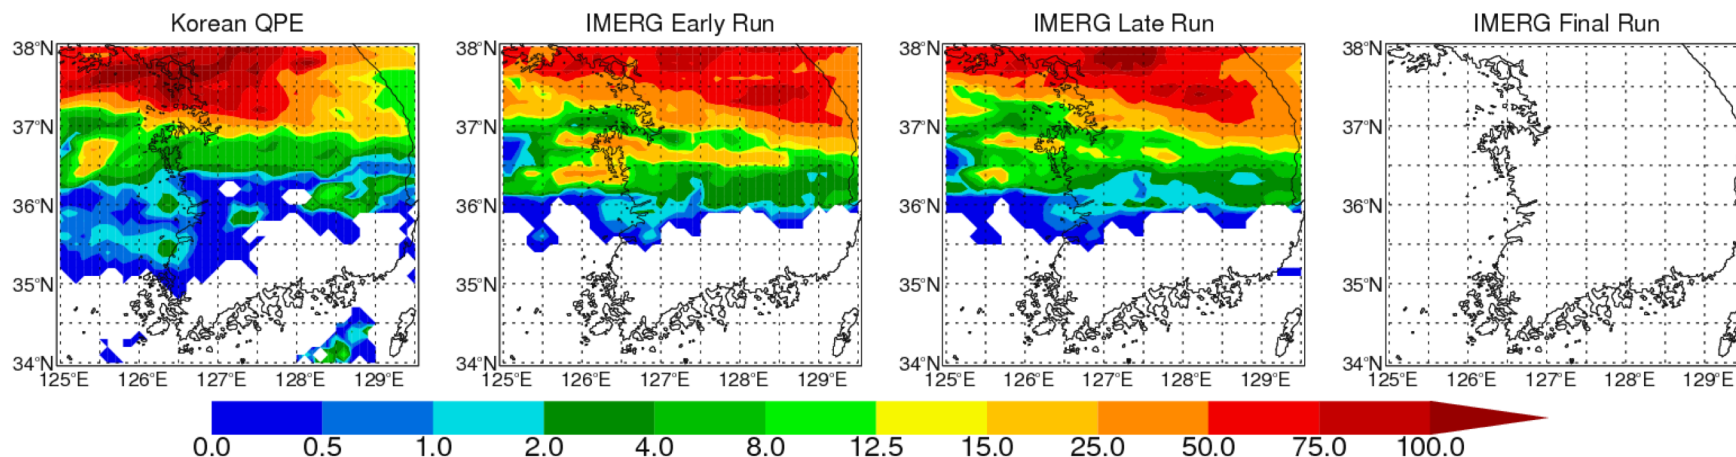 Korean QPE
IMERG Early Run
IMERG Late Run
IMERG Final Run
38°N
37°N
36°N
35°N
34°N
125°E 126°E 127°E 128°E 129°E
38°N
37°N
36°N
35°N
34°N
125°E 126°E 127°E 128°E 129°E
38°N
37°N
36°N
35°N
34°N
125°E 126°E 127°E 128°E 129°E
38°N
37°N
36°N
35°N
34°N
125°E 126°E 127°E 128°E 129°E
0.0 0.5 1.0 2.0 4.0 8.0 12.5 15.0 25.0 50.0 75.0 100.0